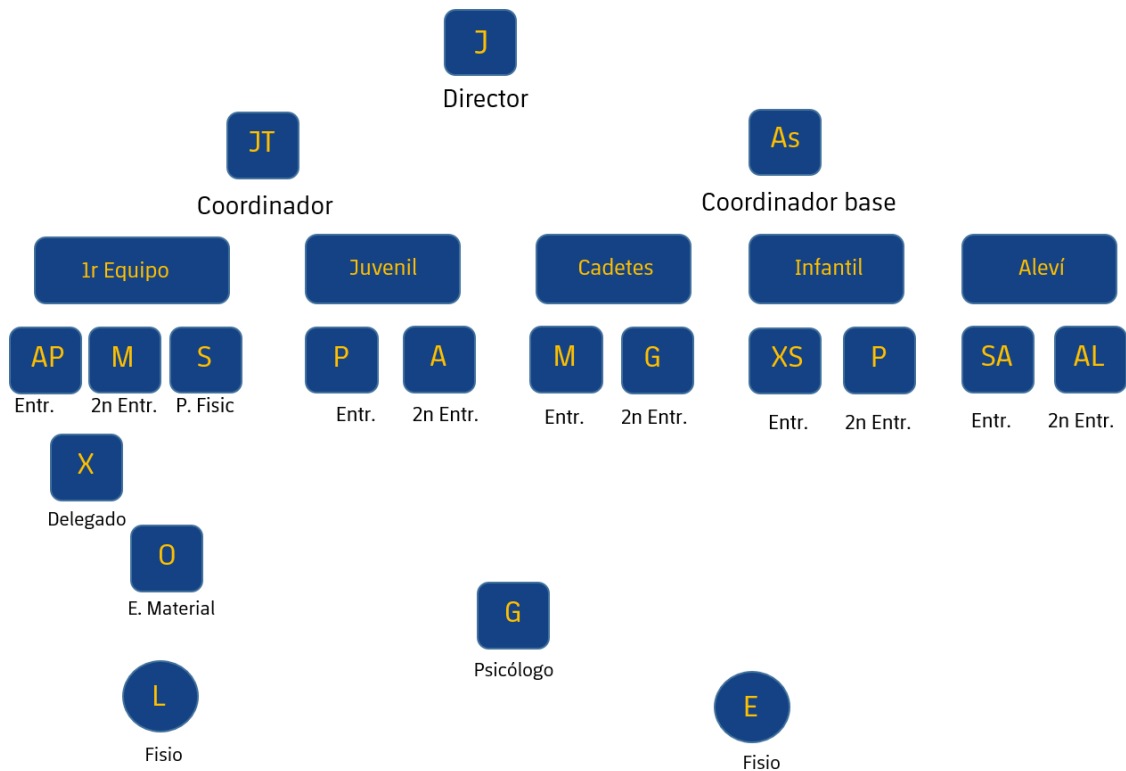 J
Director
JT
As
Coordinador
Coordinador base
1r Equipo
Juvenil
Cadetes
Infantil
Aleví
AP
M
S
P
A
M
G
XS
P
SA
AL
Entr.
2n Entr.
P. Fisic
Entr.
2n Entr.
Entr.
2n Entr.
Entr.
2n Entr.
Entr.
2n Entr.
X
Delegado
O
E. Material
G
Psicólogo
L
Fisio
E
Fisio